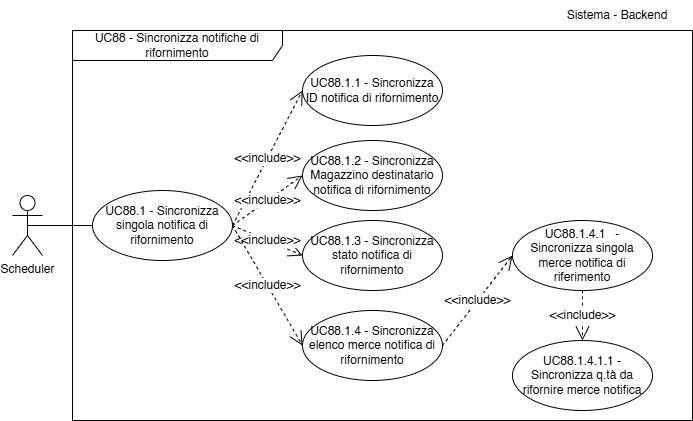 Sistema - Backend
UC88 - Sincronizza notifiche di
rifornimento
UC88.1.1 - Sincronizza
ID notifica di rifornimento
<<include>>
UC88.1.2 - Sincronizza
Magazzino destinatario
notifica di rifornimento
<<include>>
UC88.1 - Sincronizza
singola notifica di
rifornimento
<<include>>
UC88.1.3 - Sincronizza
stato notifica di
rifornimento
UC88.1.4.1 -
Sincronizza singola
merce notifica di
riferimento
Scheduler
<<include>>
<<include>>
UC88.1.4 - Sincronizza
elenco merce notifica di
rifornimento
<<include>>
UC88.1.4.1.1 -
Sincronizza q.tà da
rifornire merce notifica